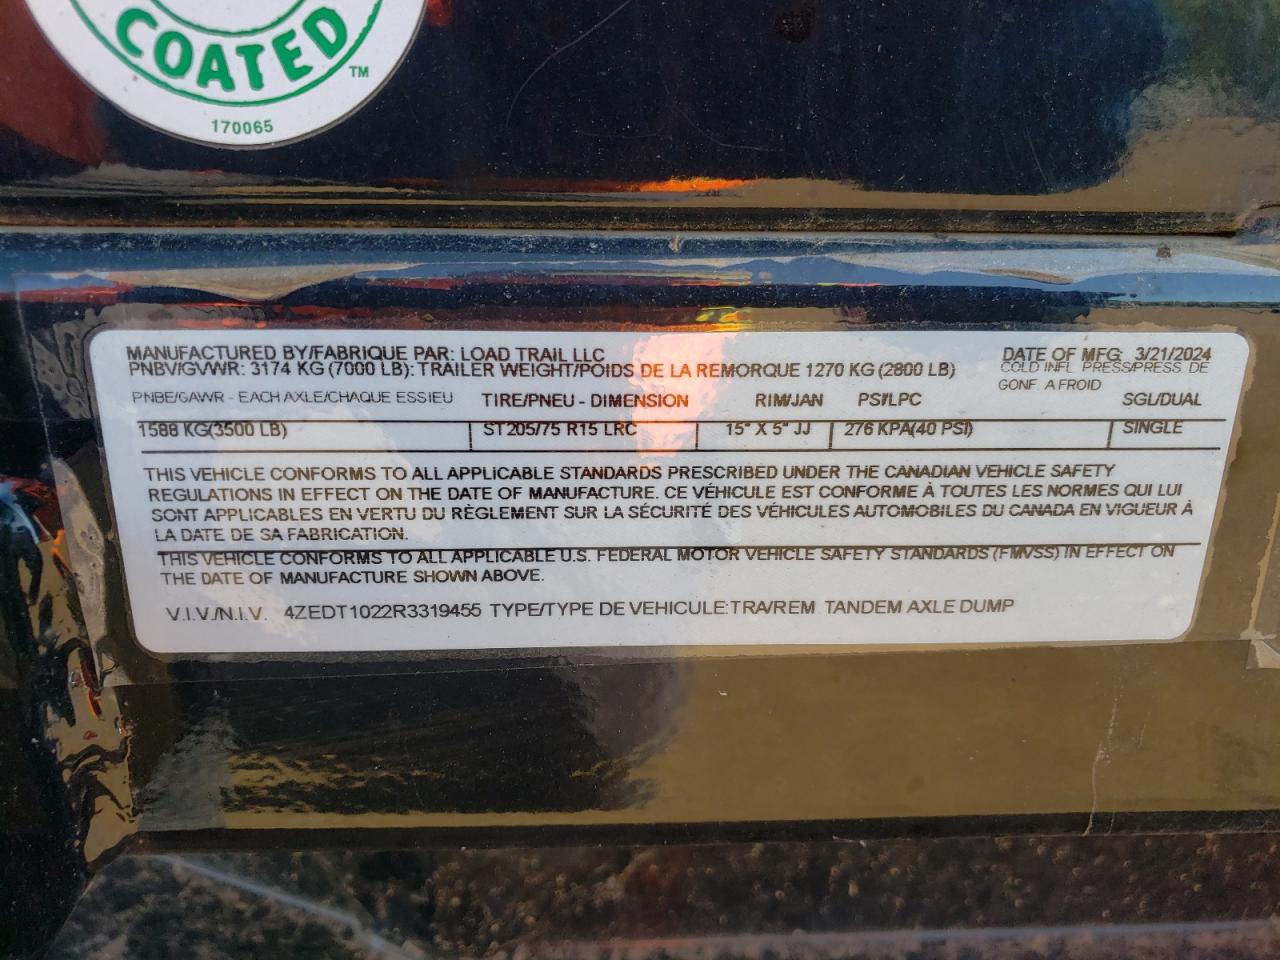 COATED
TM
170065
MANUFACTURED BY/FABRIQUE PAR: LOAD TRAIL LLC DATE OF MFG: 3/21/2024
PNBV/GVWR: 3174 KG (7000 LB): TRAILER WEIGHT/POIDS DE LA REMORQUE 1270 KG (2800 LB) COLD INFL PRESS/PRESS DE
GONF. A FROID
PNBE/GAWR - EACH AXLE/CHAQUE ESSIEU TIRE/PNEU - DIMENSION RIM/JAN PSI/LPC SGL/DUAL
1588 KG(3500 LB) ST205/75 R15 LRC 15" X 5" JJ 276 KPA(40 PSI) SINGLE
THIS VEHICLE CONFORMS TO ALL APPLICABLE STANDARDS PRESCRIBED UNDER THE CANADIAN VEHICLE SAFETY
REGULATIONS IN EFFECT ON THE DATE OF MANUFACTURE. CE VÉHICULE EST CONFORME À TOUTES LES NORMES QUI LUI
SONT APPLICABLES EN VERTU DU RÈGLEMENT SUR LA SÉCURITÉ DES VÉHICULES AUTOMOBILES DU CANADA EN VIGUEUR À
LA DATE DE SA FABRICATION.
THIS VEHICLE CONFORMS TO ALL APPLICABLE U.S. FEDERAL MOTOR VEHICLE SAFETY STANDARDS (FMVSS) IN EFFECT ON
THE DATE OF MANUFACTURE SHOWN ABOVE.
V.I.V./N.I.V. 4ZEDT1022R3319455 TYPE/TYPE DE VEHICULE:TRA/REM TANDEM AXLE DUMP